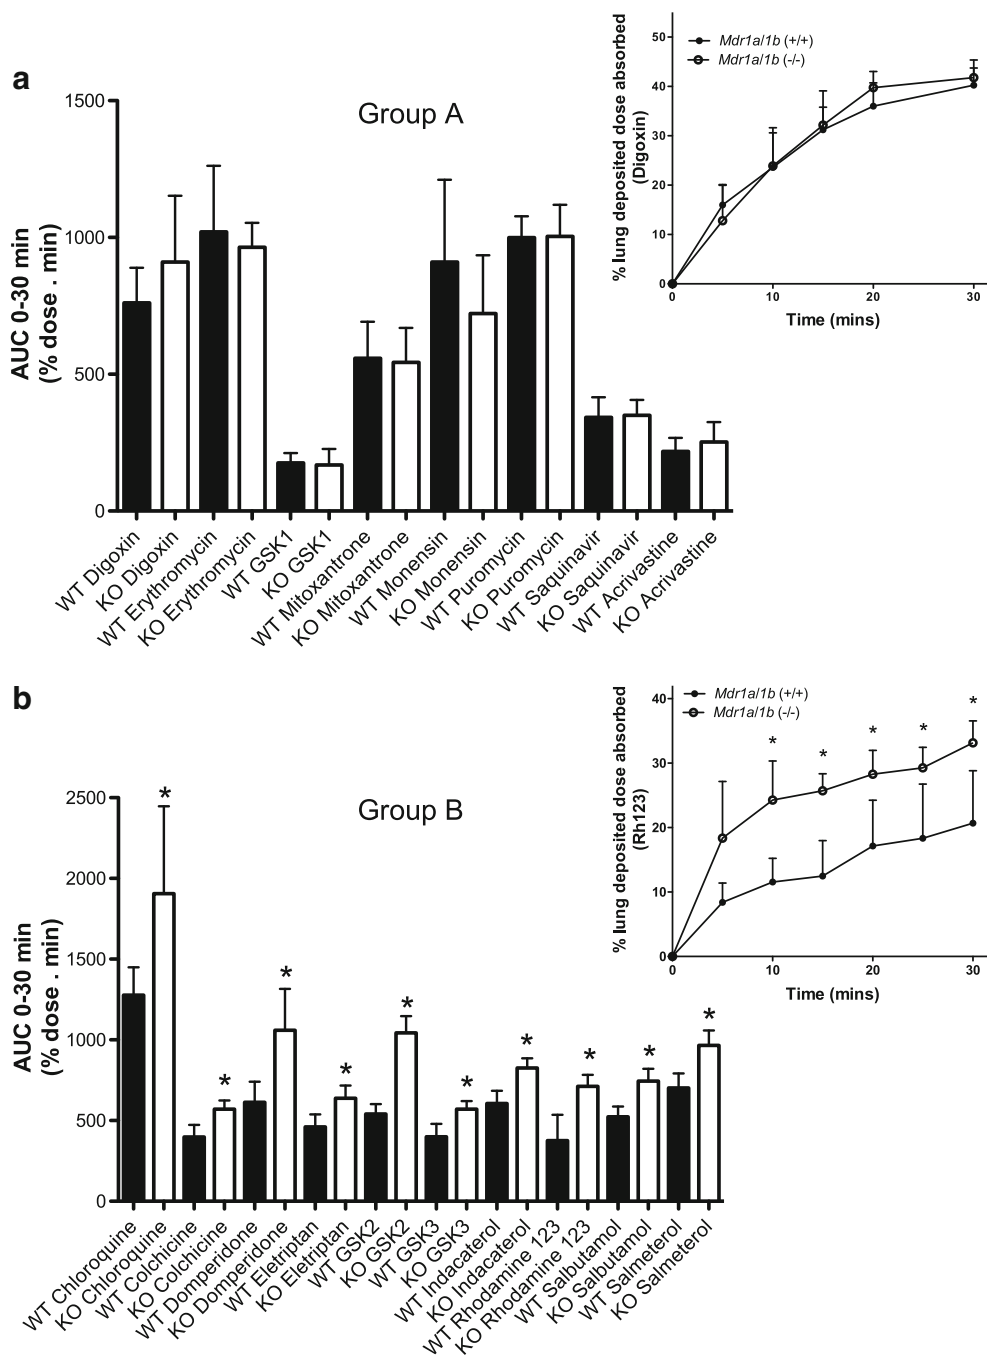 a
Group A
1500
1000
500
0
AUC 0-30 min
(% dose . min)
WT Digoxin
KO Digoxin
WT Erythromycin
KO Erythromycin
WT GSK1
KO GSK1
WT Mitoxantrone
KO Mitoxantrone
WT Monensin
KO Monensin
WT Puromycin
KO Puromycin
WT Saquinavir
KO Saquinavir
WT Acrivastine
KO Acrivastine
Mdr1a/1b (+/+)
Mdr1a/1b (-/-)
50
40
30
20
10
0
% lung deposited dose absorbed
(Digoxin)
0 10 20 30
Time (mins)
b
Group B
2500
2000
1500
1000
500
0
AUC 0-30 min
(% dose . min)
* * * * * * * * * *
WT Chloroquine
KO Chloroquine
WT Colchicine
KO Colchicine
WT Domperidone
KO Domperidone
WT Eletriptan
KO Eletriptan
WT GSK2
KO GSK2
WT GSK3
KO GSK3
WT Indacaterol
KO Indacaterol
WT Rhodamine 123
KO Rhodamine 123
WT Salbutamol
KO Salbutamol
WT Salmeterol
KO Salmeterol
Mdr1a/1b (+/+)
Mdr1a/1b (-/-)
* * * * *
40
30
20
10
0
% lung deposited dose absorbed
(Rh123)
0 10 20 30
Time (mins)